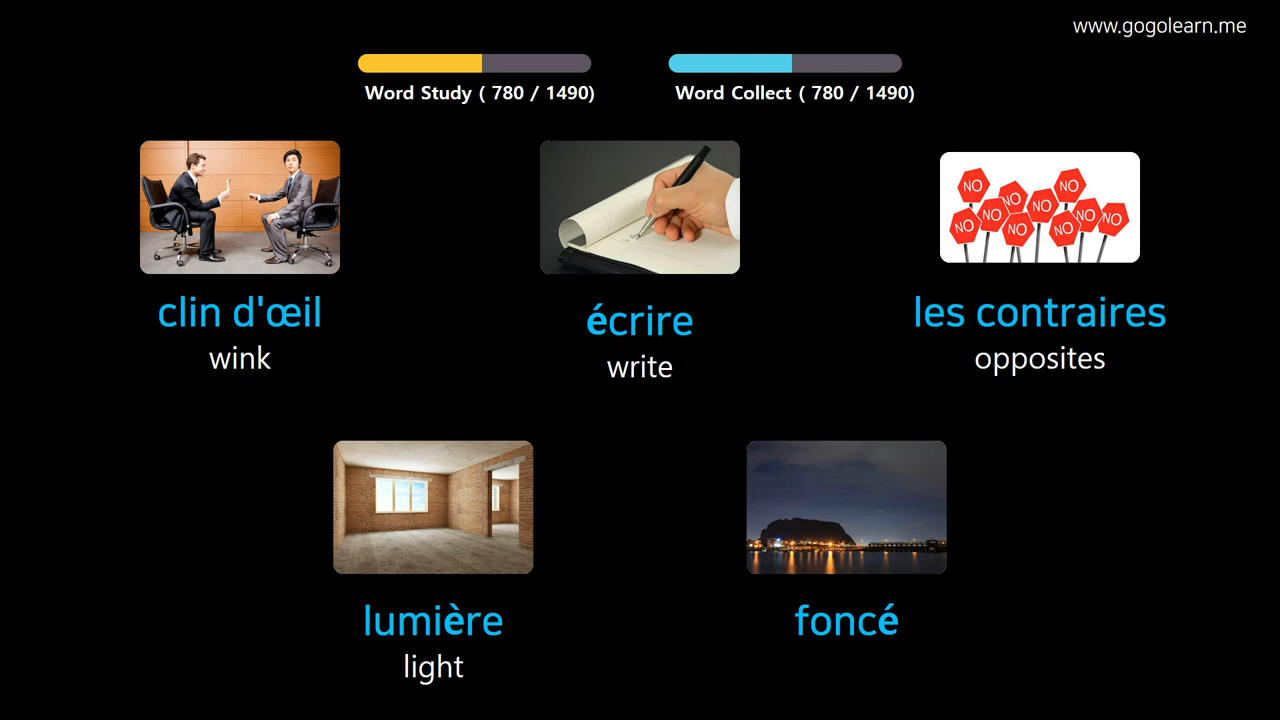 www.gogolearn.me
Word Study ( 780 / 1490)
Word Collect ( 780 / 1490)
NO
NO
NO
NO
NO
NO
NO
NO
NO
NO
clin d'œil
wink
écrire
write
les contraires
opposites
lumière
light
foncé